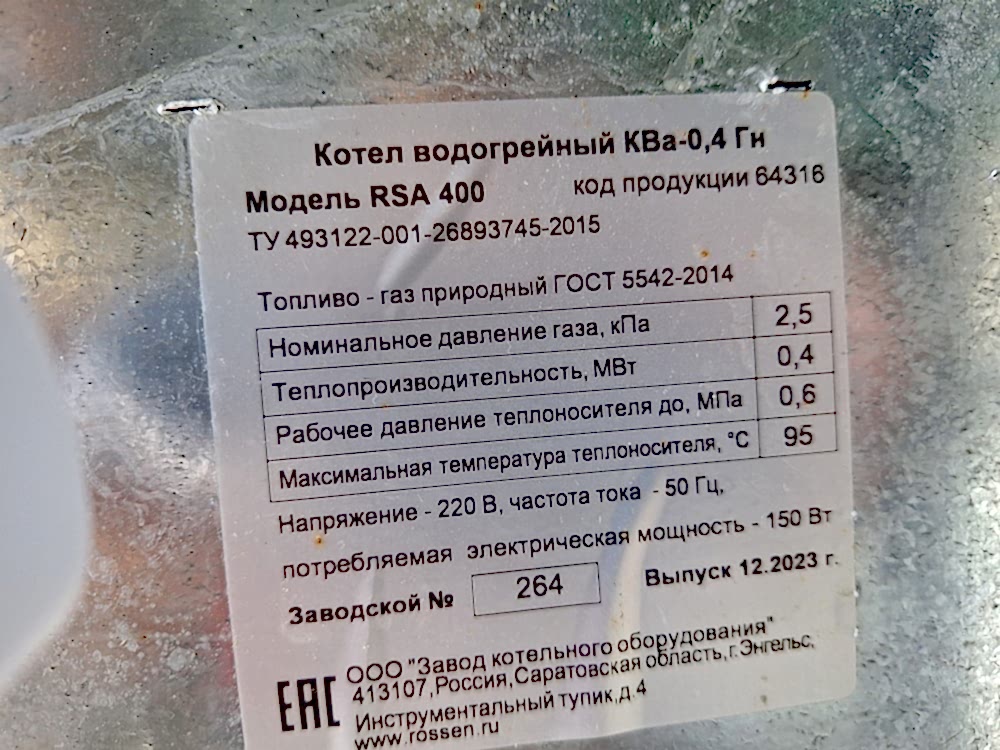 Котел водогрейный КВа-0,4 Гн
Модель RSA 400 код продукции 64316
ТУ 493122-001-26893745-2015
Топливо - газ природный ГОСТ 5542-2014
Номинальное давление газа, кПа 2,5
Теплопроизводительность, МВт 0,4
Рабочее давление теплоносителя до, МПа 0,6
Максимальная температура теплоносителя, °С 95
Напряжение - 220 В, частота тока - 50 Гц,
потребляемая электрическая мощность - 150 Вт
Заводской № 264 Выпуск 12.2023 г.
ООО "Завод котельного оборудования"
413107, Россия, Саратовская область, г. Энгельс,
Инструментальный тупик, д.4
www.rossen.ru
EAC